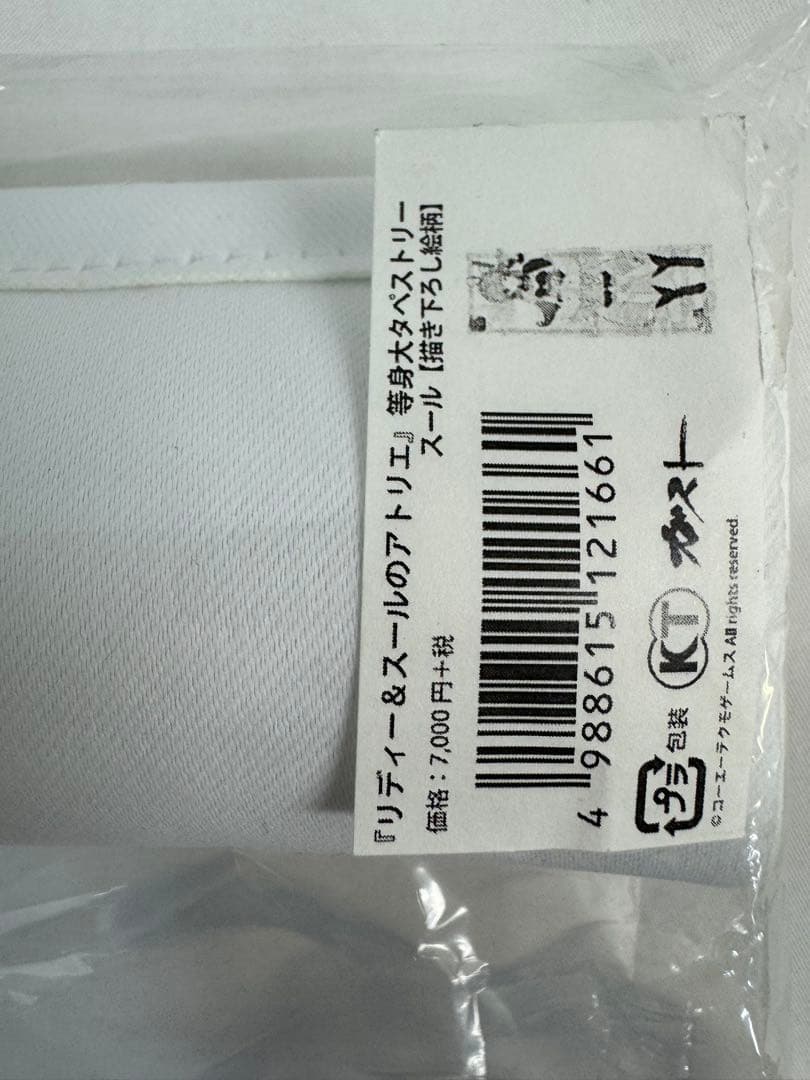 『リディー＆スールのアトリエ』等身大タペストリー
スール【描き下ろし絵柄】
価格：7,000円＋税
4 988615 121661
プラ
包装
KT
ガスト
©コーエーテクモゲームス All rights reserved.